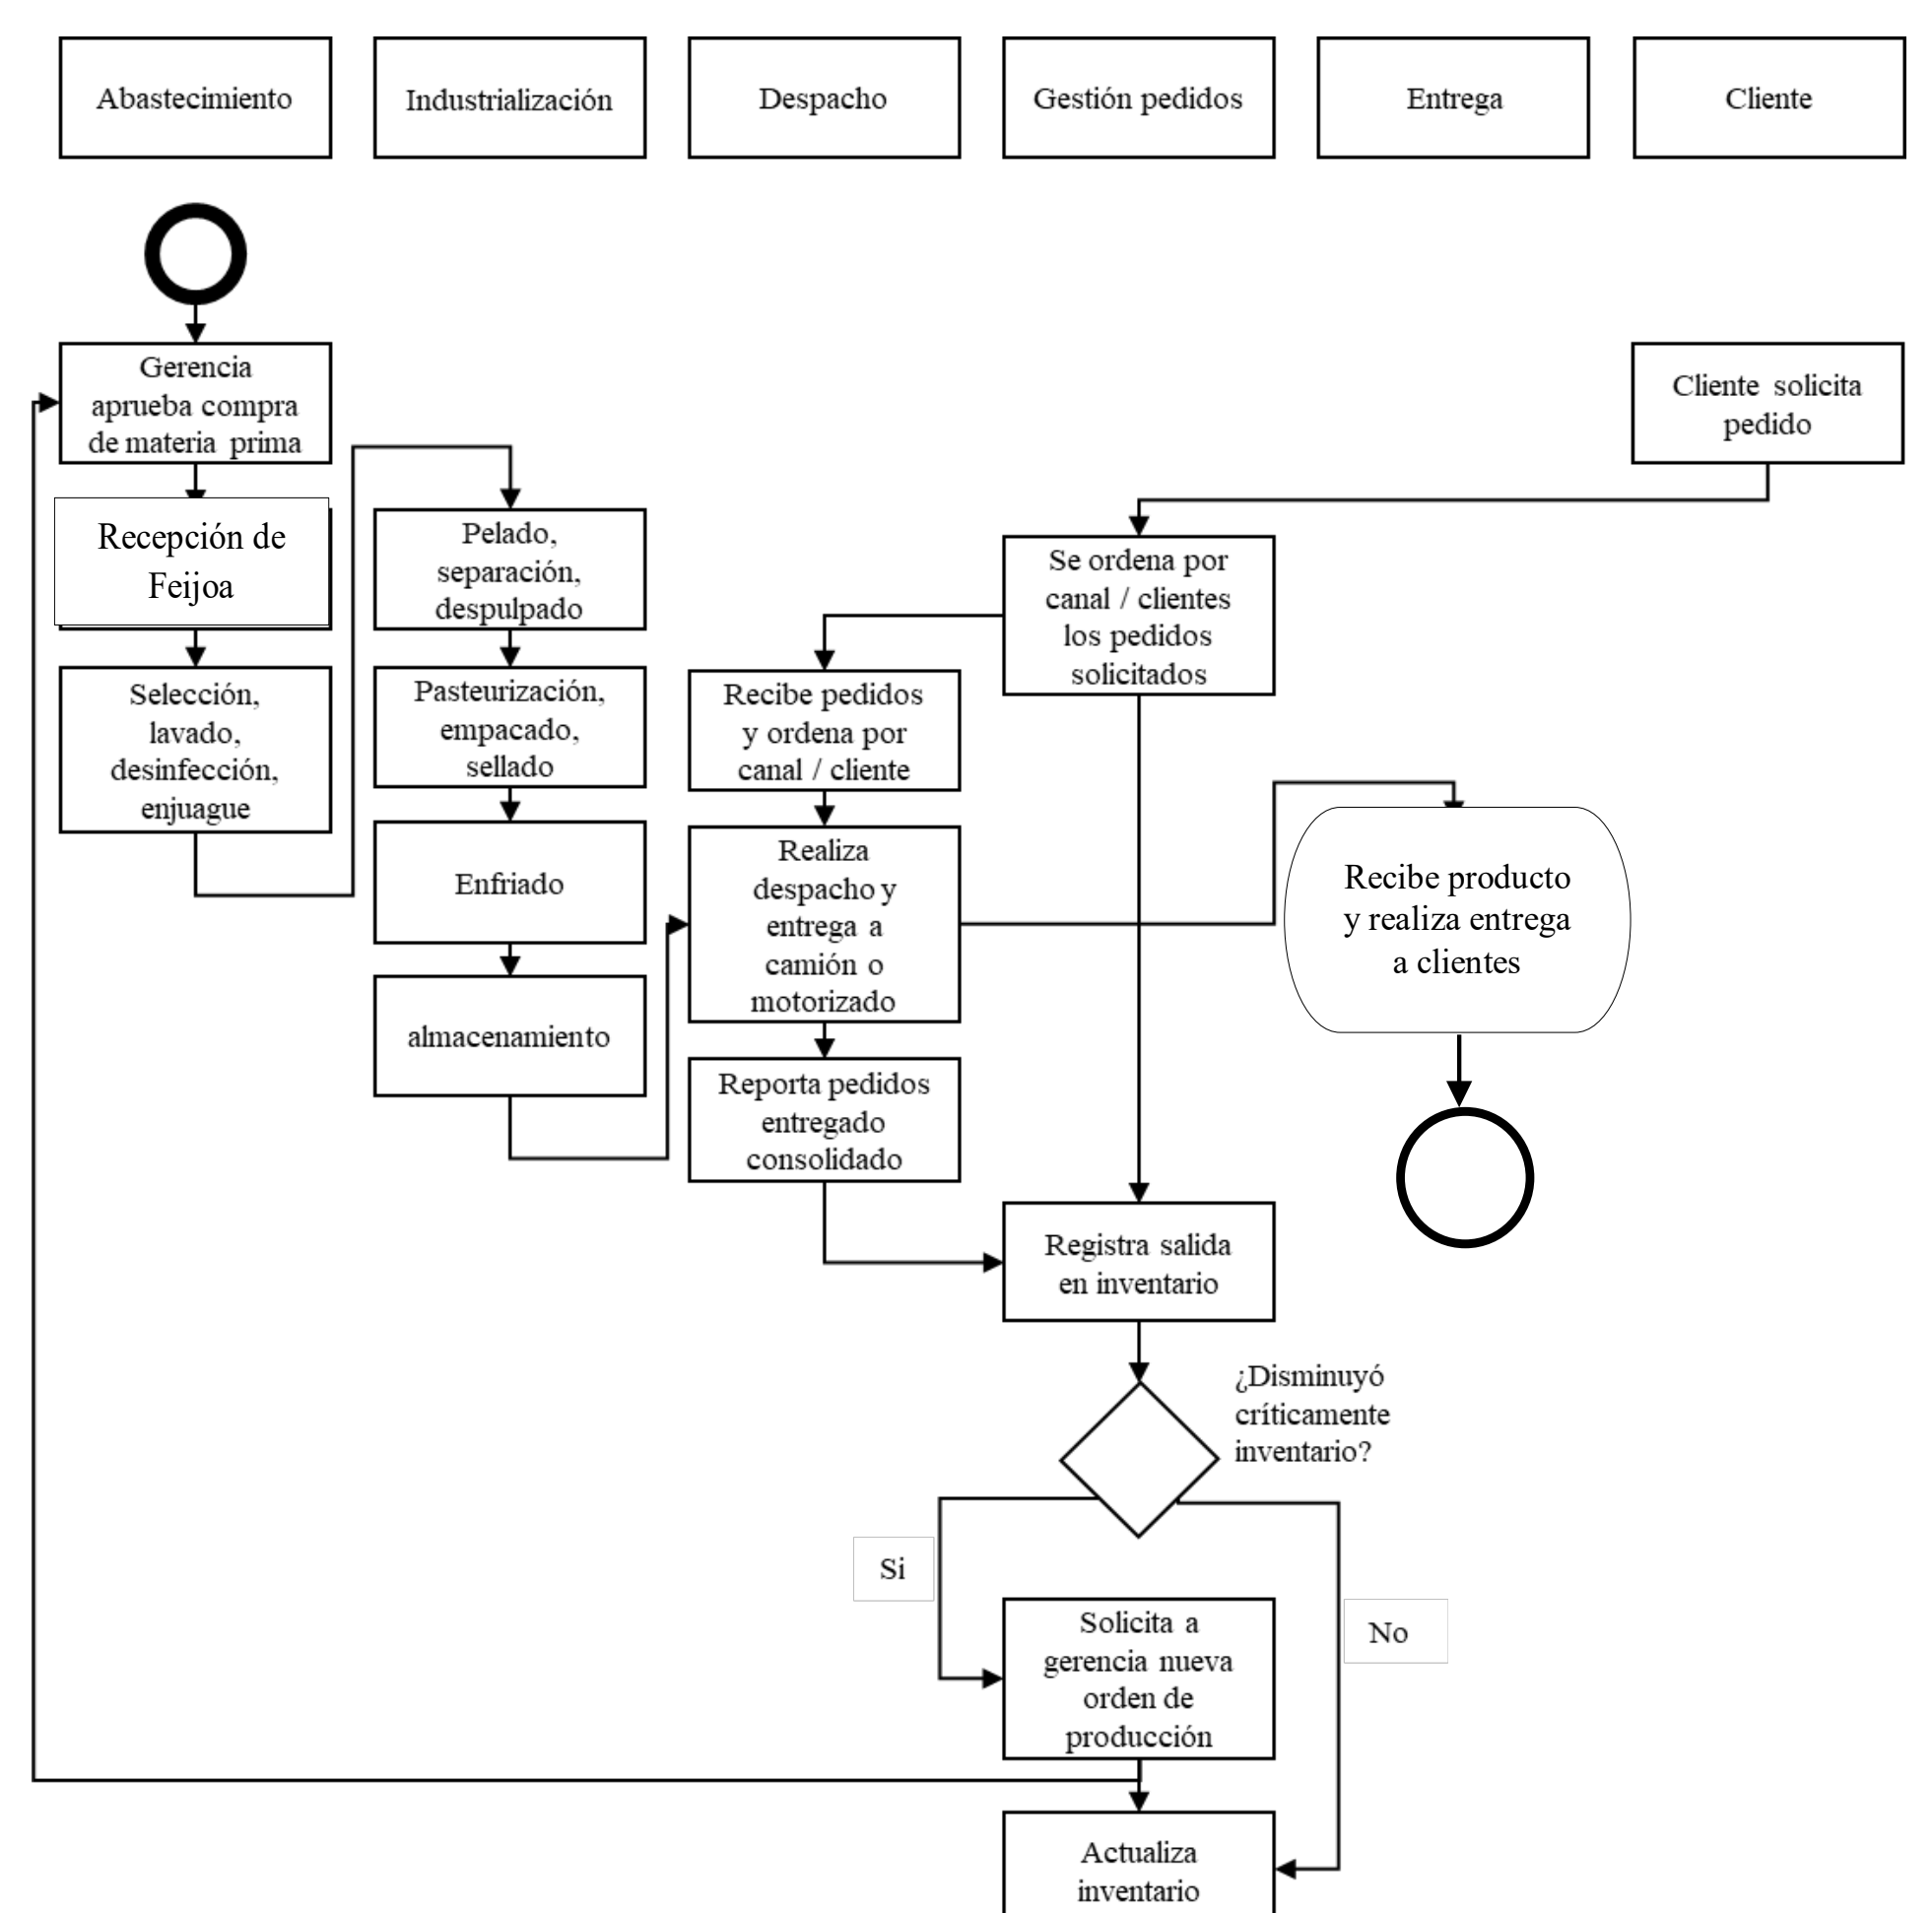 Abastecimiento
Industrialización
Despacho
Gestión pedidos
Entrega
Cliente
Gerencia
aprueba compra
de materia prima
Recepción de
Feijoa
Selección,
lavado,
desinfección,
enjuague
Pelado,
separación,
despulpado
Pasteurización,
empacado,
sellado
Enfriado
almacenamiento
Recibe pedidos
y ordena por
canal / cliente
Realiza
despacho y
entrega a
camión o
motorizado
Reporta pedidos
entregado
consolidado
Cliente solicita
pedido
Se ordena por
canal / clientes
los pedidos
solicitados
Recibe producto
y realiza entrega
a clientes
Registra salida
en inventario
¿Disminuyó
críticamente
inventario?
Si
No
Solicita a
gerencia nueva
orden de
producción
Actualiza
inventario